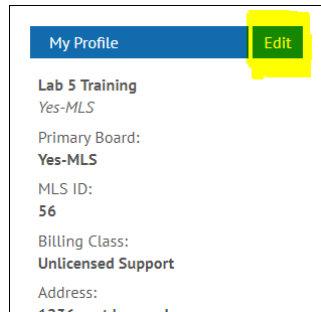 My Profile Edit
Lab 5 Training
Yes-MLS
Primary Board:
Yes-MLS
MLS ID:
56
Billing Class:
Unlicensed Support
Address: